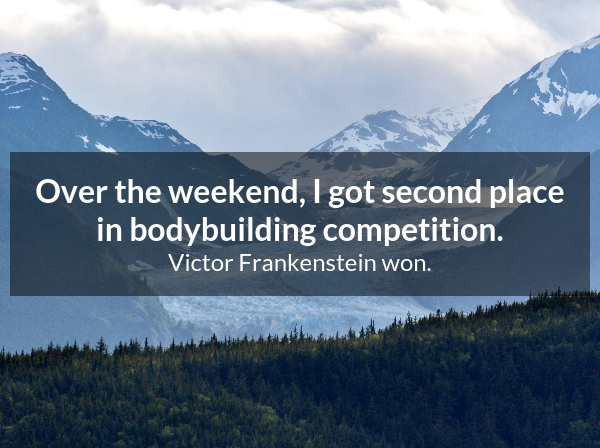 Over the weekend, I got second place
in bodybuilding competition.
Victor Frankenstein won.